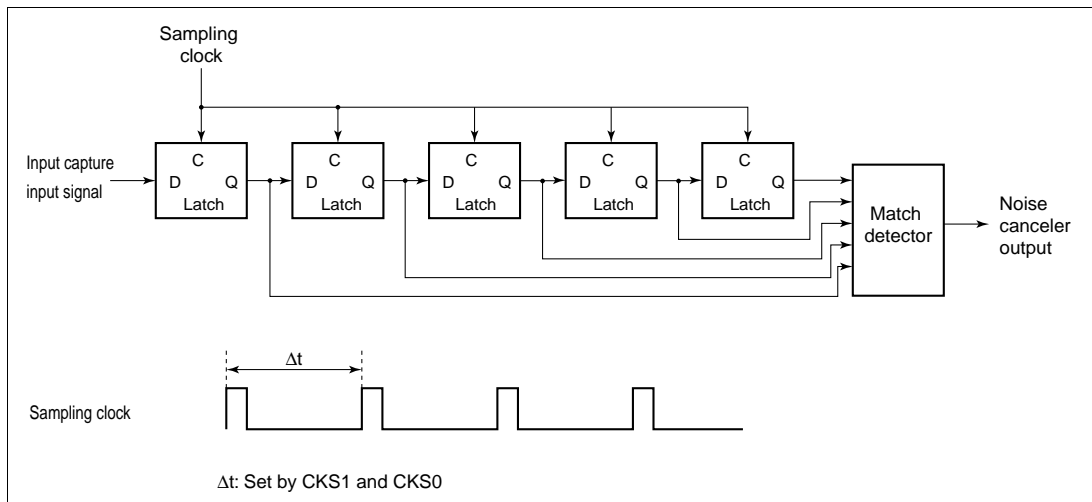 Sampling
clock
Input capture
input signal
C
D Q
Latch
C
D Q
Latch
C
D Q
Latch
C
D Q
Latch
C
D Q
Latch
Match
detector
Noise
canceler
output
Δt
Sampling clock
Δt: Set by CKS1 and CKS0